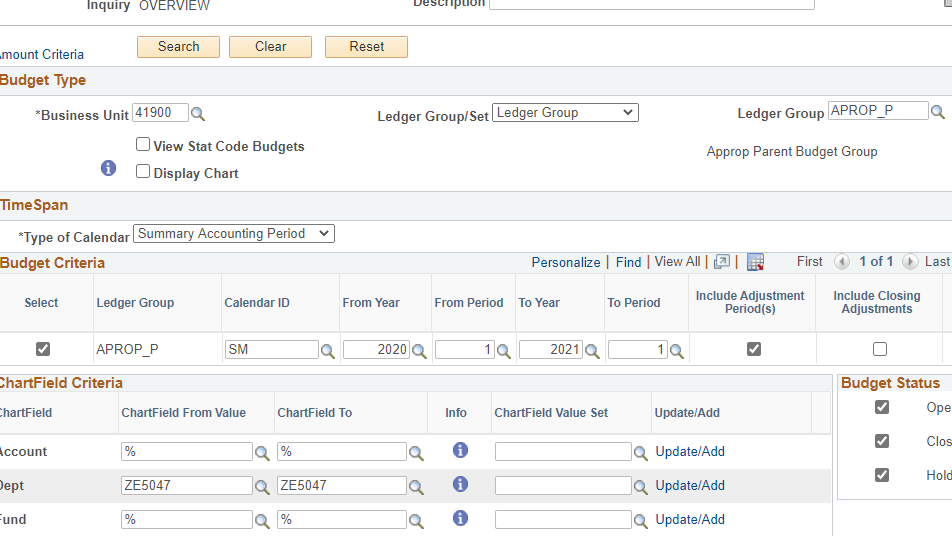 Inquiry OVERVIEW Description
Amount Criteria Search Clear Reset
Budget Type
*Business Unit 41900 Ledger Group/Set Ledger Group Ledger Group APROP_P
View Stat Code Budgets Approp Parent Budget Group
Display Chart
TimeSpan
*Type of Calendar Summary Accounting Period
Budget Criteria Personalize | Find | View All | | First 1 of 1 Last
Select Ledger Group Calendar ID From Year From Period To Year To Period Include Adjustment Period(s) Include Closing Adjustments
APROP_P SM 2020 1 2021 1
ChartField Criteria Budget Status
ChartField ChartField From Value ChartField To Info ChartField Value Set Update/Add Ope
Account % % Update/Add Clos
Dept ZE5047 ZE5047 Update/Add Hold
Fund % % Update/Add